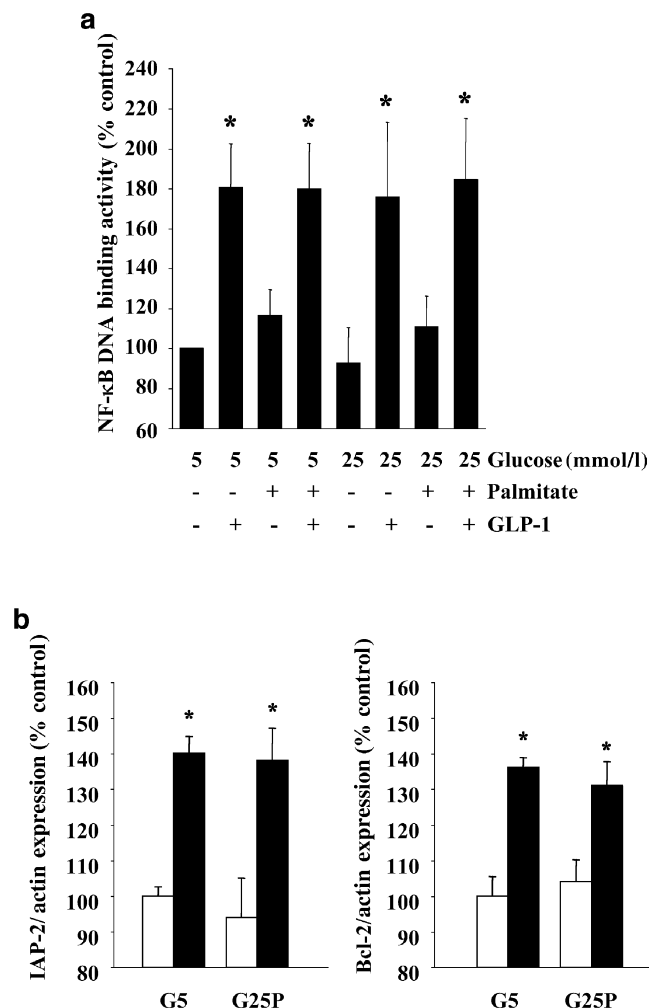 a
NF-κB DNA binding activity (% control)
240
220
200
180
160
140
120
100
80
60
* * * *
5 5 5 5 25 25 25 25 Glucose (mmol/l)
- - + + - - + + Palmitate
- + - + - + - + GLP-1
b
IAP-2/ actin expression (% control)
160
150
140
130
120
110
100
90
80
* *
G5 G25P
Bcl-2/actin expression (% control)
160
150
140
130
120
110
100
90
80
* *
G5 G25P